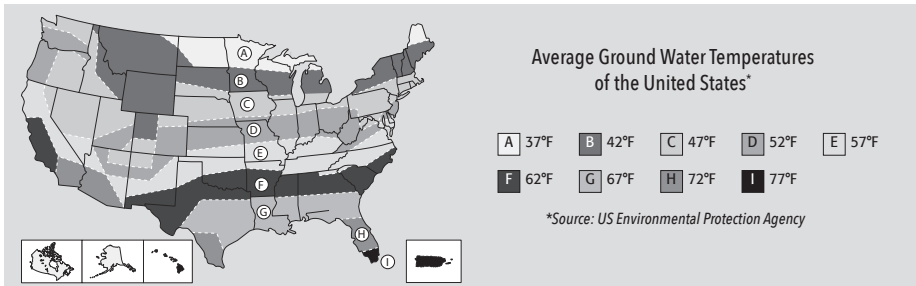 Average Ground Water Temperatures
of the United States*
A 37°F B 42°F C 47°F D 52°F E 57°F
F 62°F G 67°F H 72°F I 77°F
*Source: US Environmental Protection Agency
A
B
C
D
E
F
G
H
I